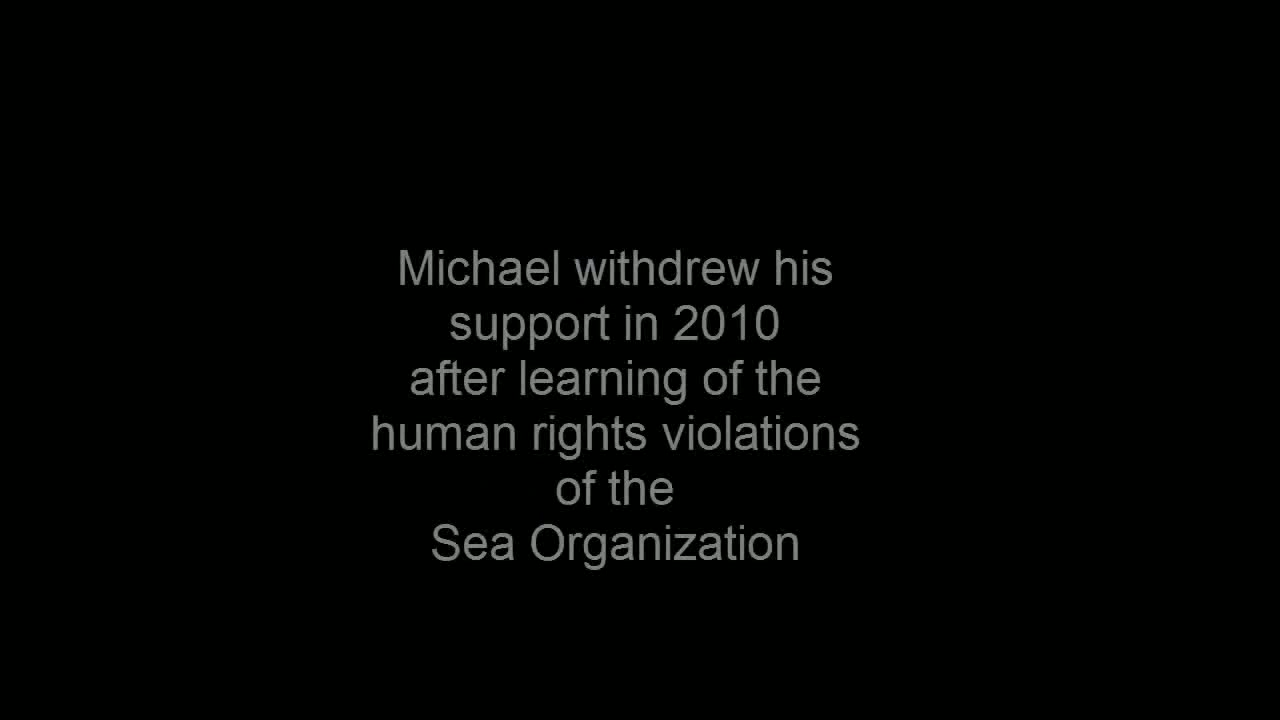 Michael withdrew his
support in 2010
after learning of the
human rights violations
of the
Sea Organization